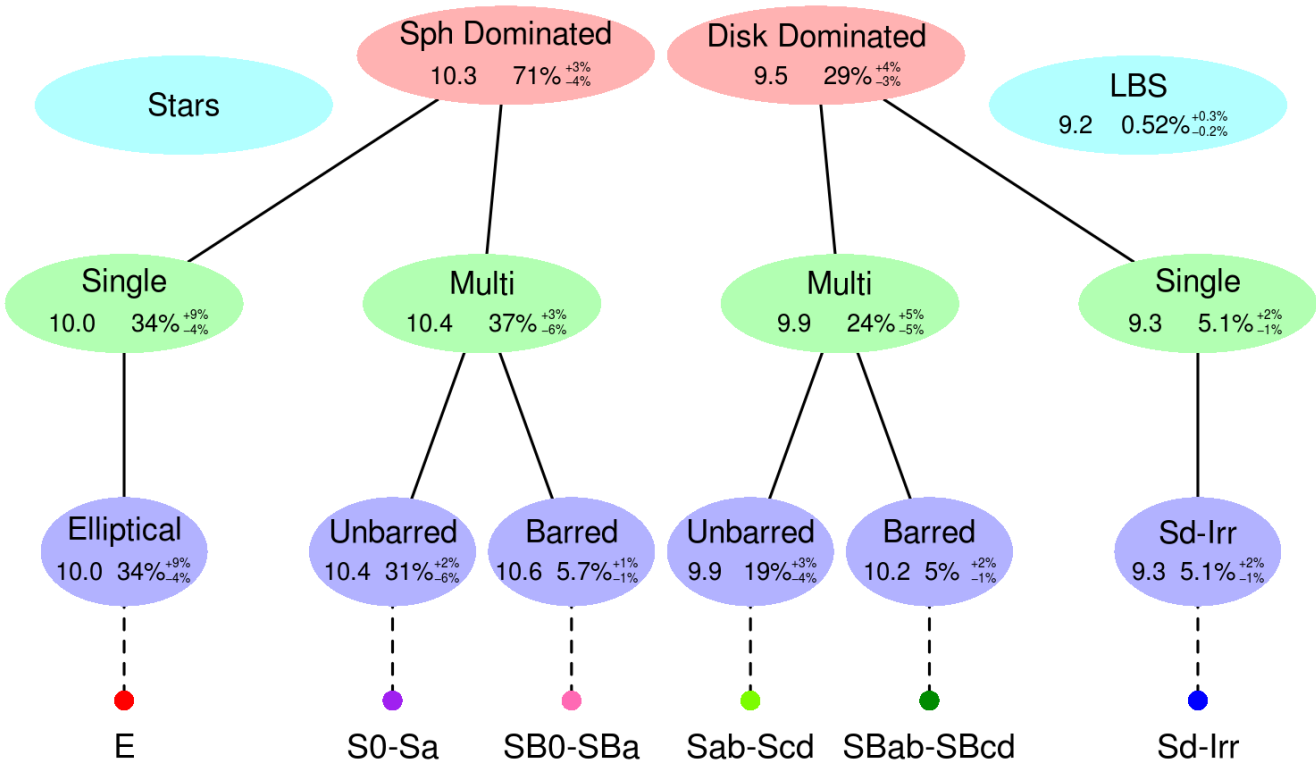 Sph Dominated
10.3 71% +3% −4%
Disk Dominated
9.5 29% +4% −3%
Stars
LBS
9.2 0.52% +0.3% −0.2%
Single
10.0 34% +9% −4%
Multi
10.4 37% +3% −6%
Multi
9.9 24% +5% −5%
Single
9.3 5.1% +2% −1%
Elliptical
10.0 34% +9% −4%
Unbarred
10.4 31% +2% −6%
Barred
10.6 5.7% +1% −1%
Unbarred
9.9 19% +3% −4%
Barred
10.2 5% +2% −1%
Sd-Irr
9.3 5.1% +2% −1%
E
S0-Sa
SB0-SBa
Sab-Scd
SBab-SBcd
Sd-Irr